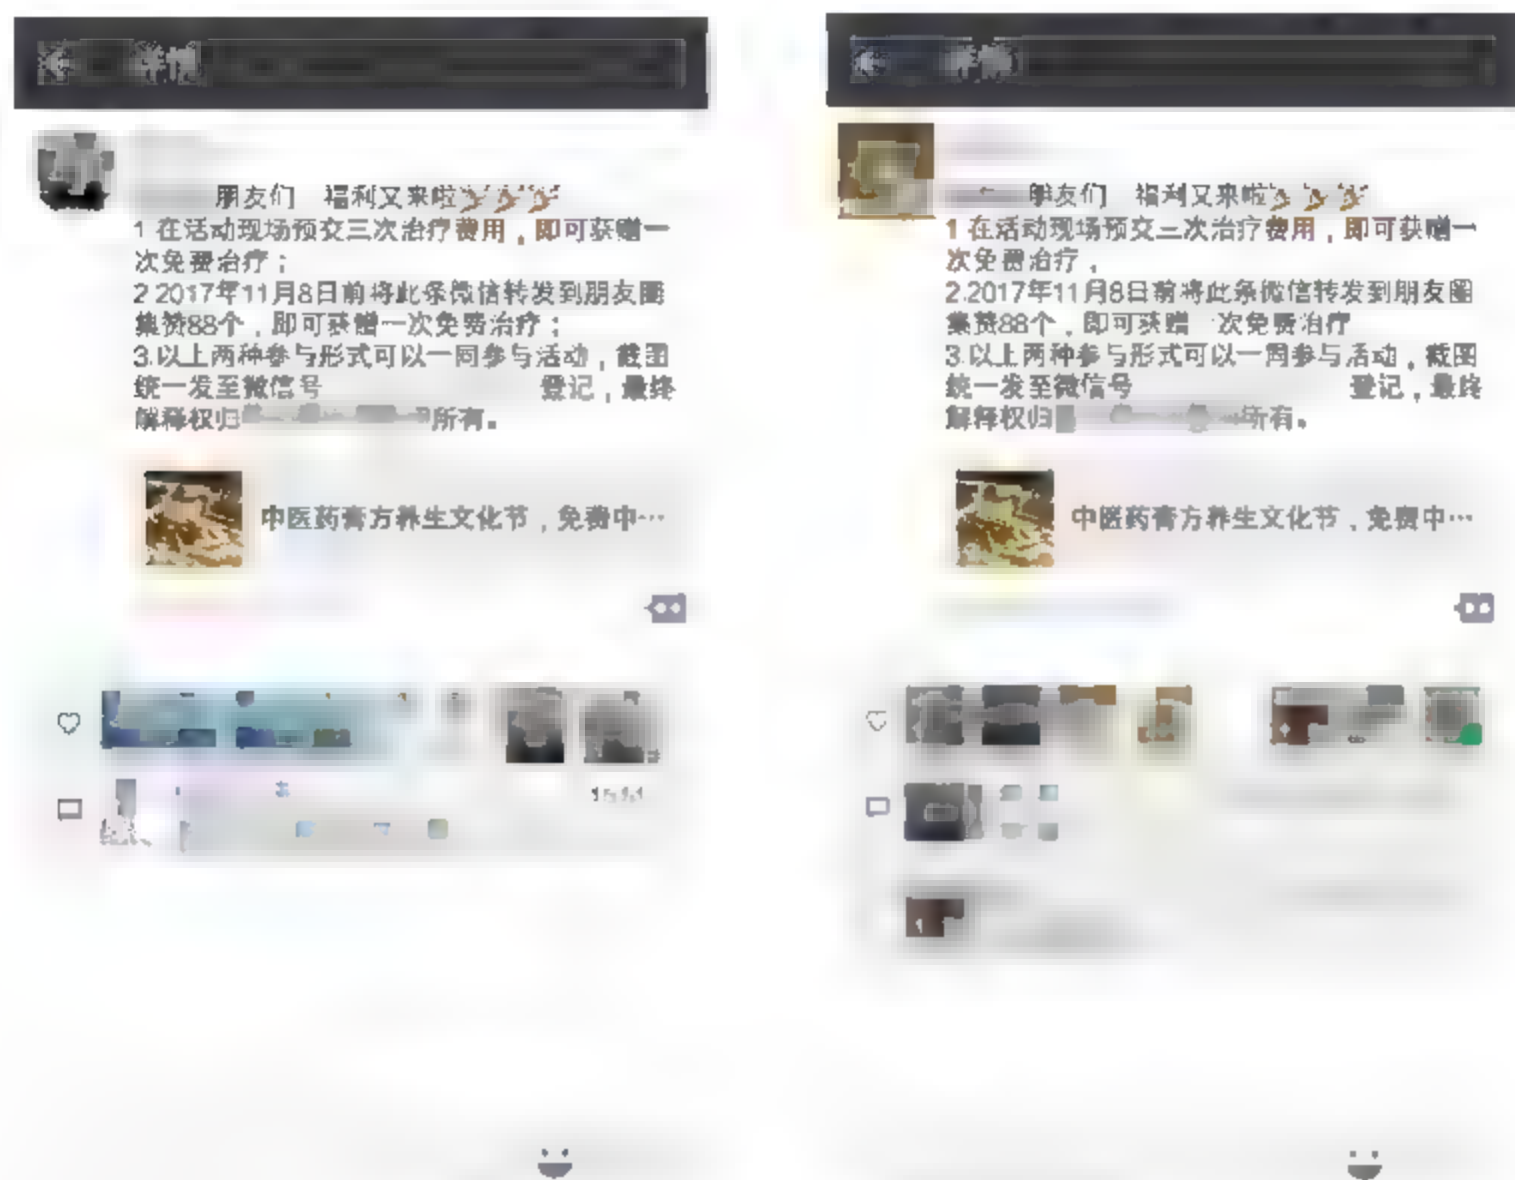 朋友们 福利又来啦
1 在活动现场预交三次治疗费用，即可获赠一
次免费治疗；
2 2017年11月8日前将此条微信转发到朋友圈
集赞88个，即可获赠一次免费治疗；
3.以上两种参与形式可以一同参与活动，截图
统一发至微信号 登记，最终
解释权归 所有。
中医药膏方养生文化节，免费中…
朋友们 福利又来啦
1 在活动现场预交三次治疗费用，即可获赠一
次免费治疗，
2.2017年11月8日前将此条微信转发到朋友圈
集赞88个，即可获赠 次免费治疗
3.以上两种参与形式可以一同参与活动，截图
统一发至微信号 登记，最终
解释权归 所有。
中医药膏方养生文化节，免费中…